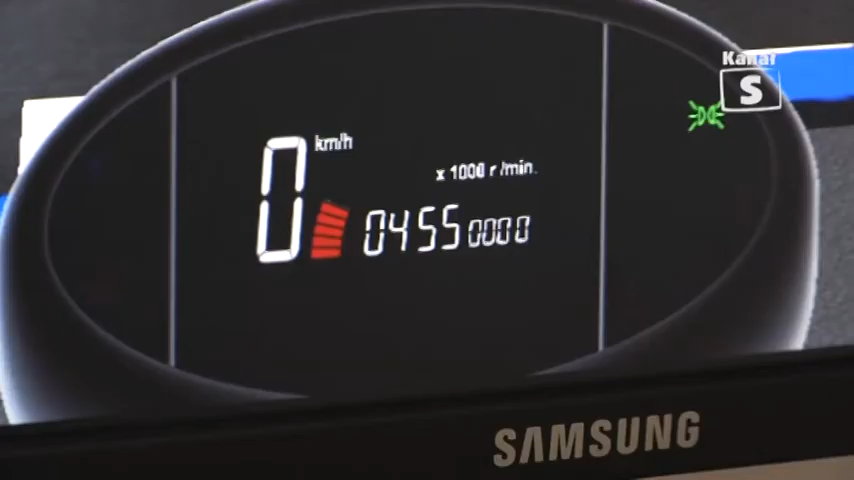 Kanal
S
0 km/h
x 1000 r/min.
0455 0000
SAMSUNG